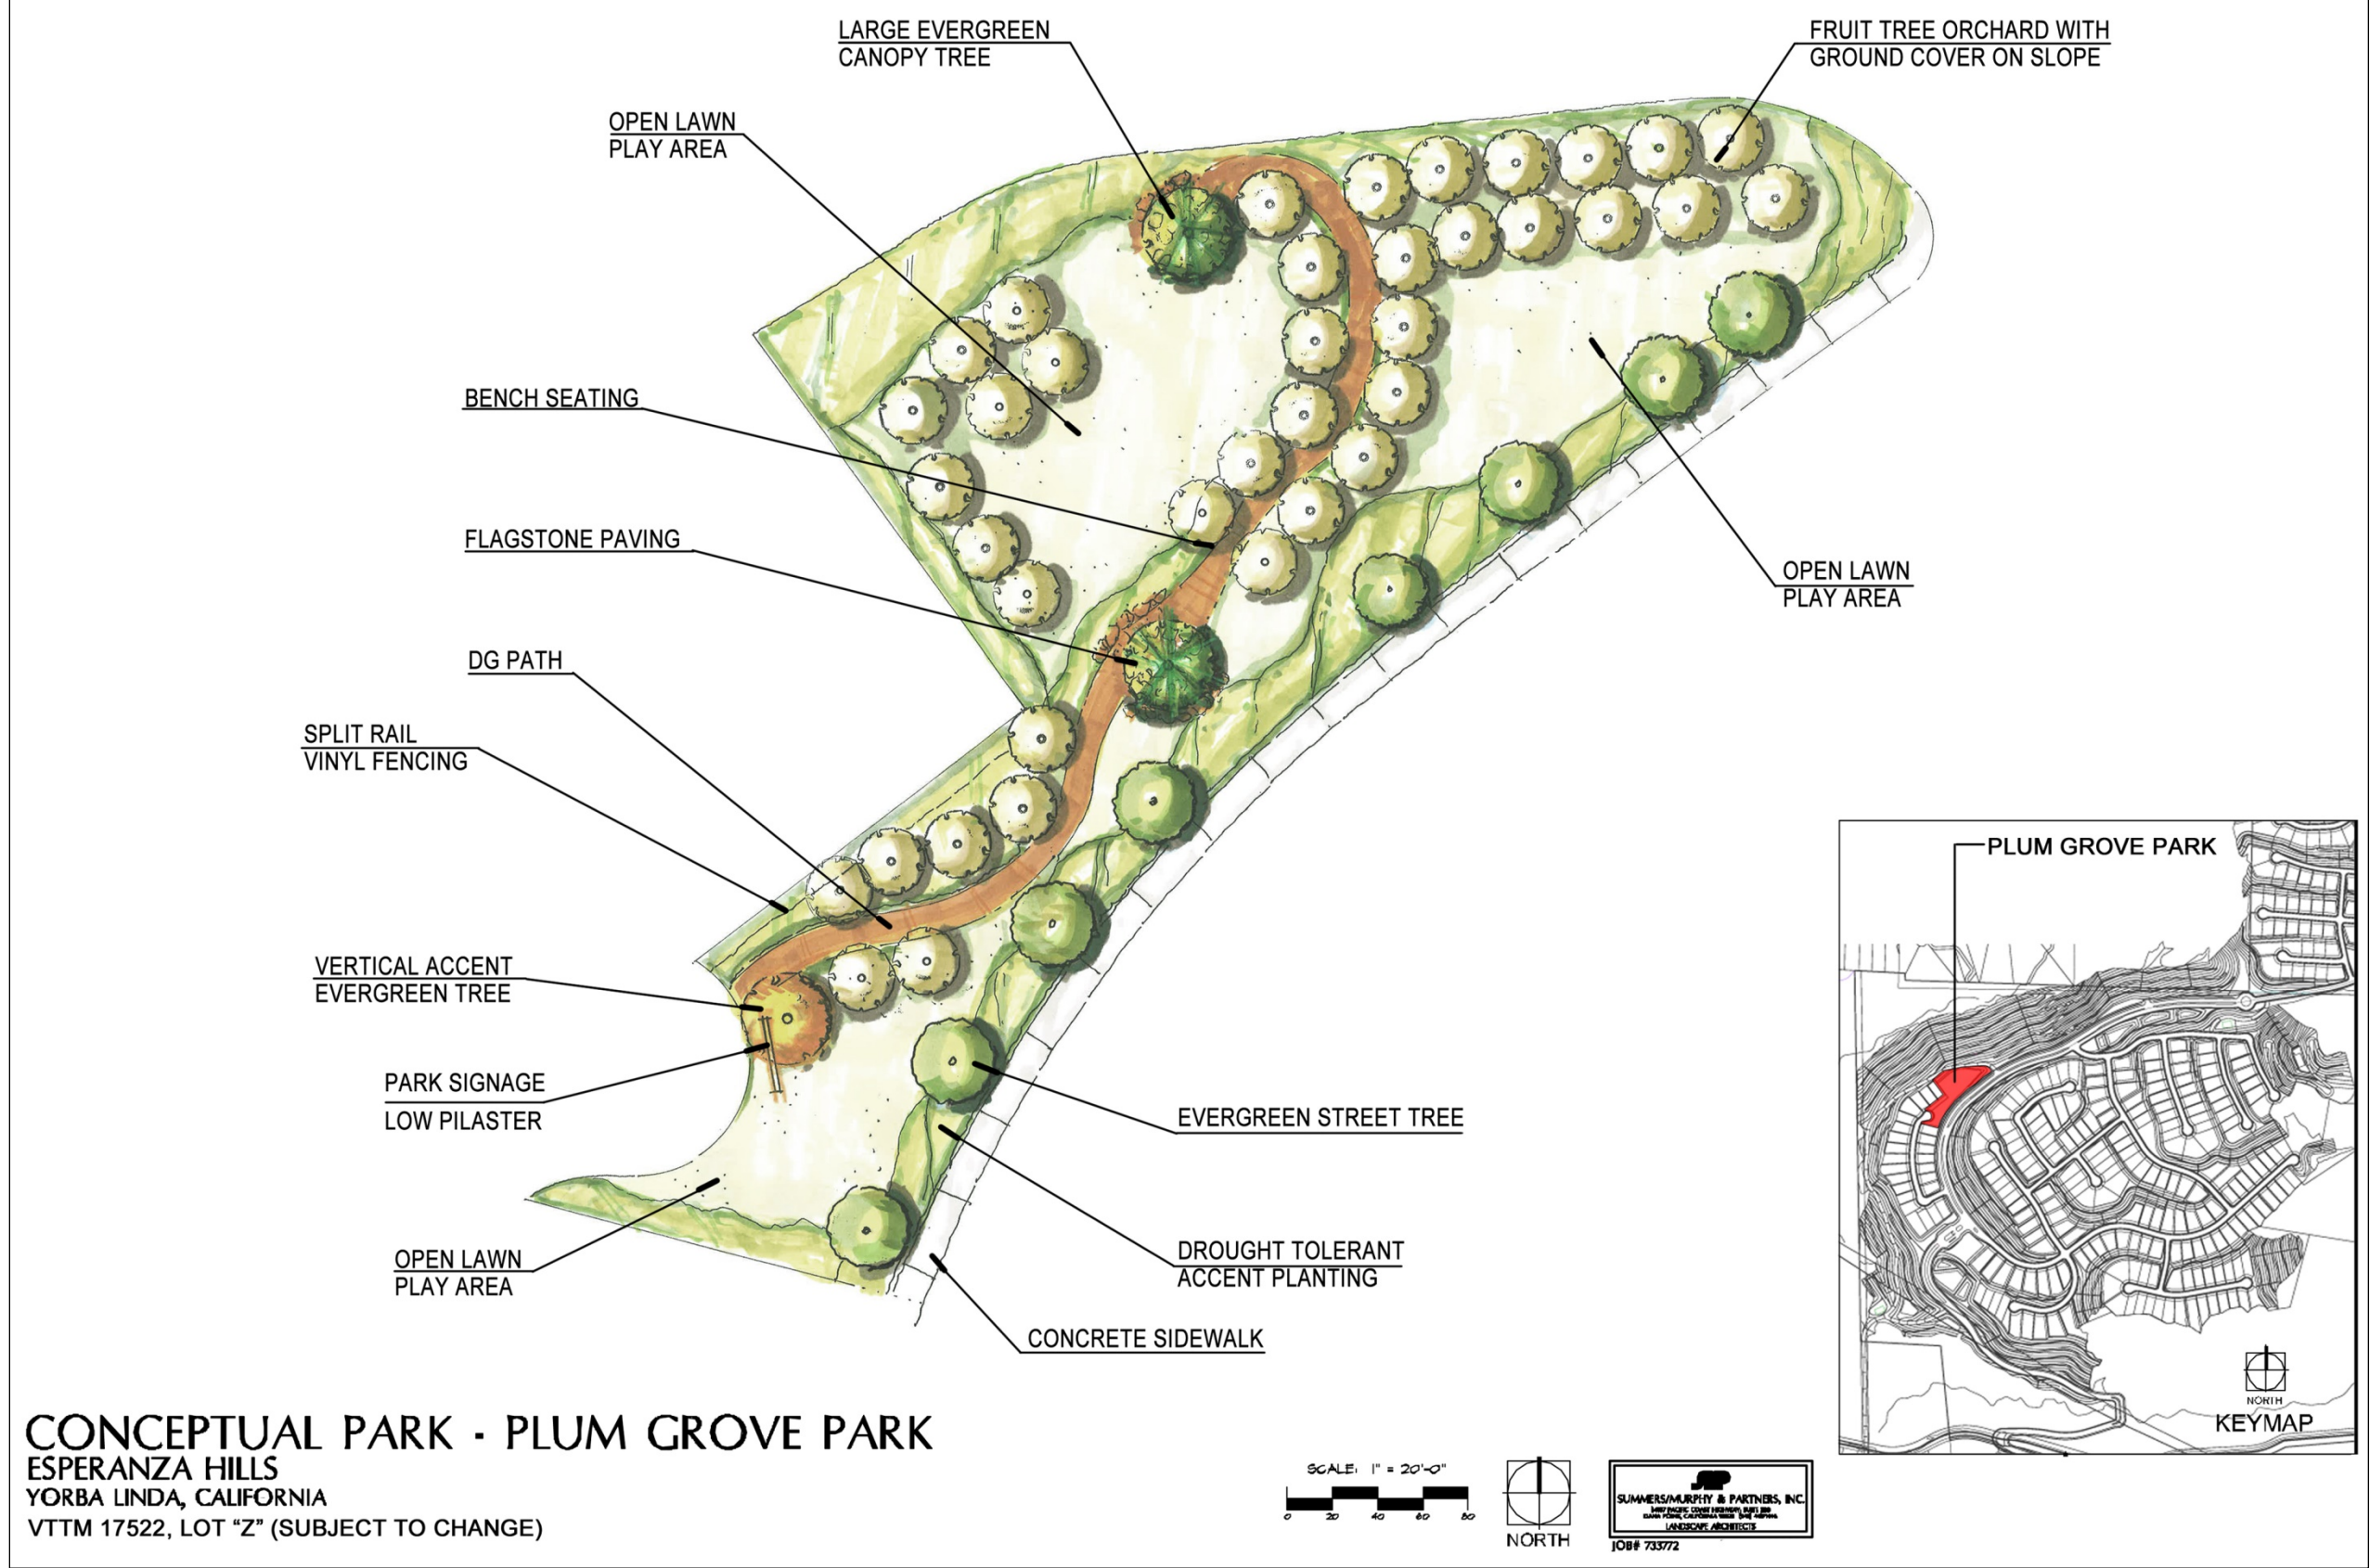 LARGE EVERGREEN
CANOPY TREE
FRUIT TREE ORCHARD WITH
GROUND COVER ON SLOPE
OPEN LAWN
PLAY AREA
BENCH SEATING
FLAGSTONE PAVING
OPEN LAWN
PLAY AREA
DG PATH
SPLIT RAIL
VINYL FENCING
VERTICAL ACCENT
EVERGREEN TREE
PARK SIGNAGE
LOW PILASTER
EVERGREEN STREET TREE
OPEN LAWN
PLAY AREA
DROUGHT TOLERANT
ACCENT PLANTING
CONCRETE SIDEWALK
PLUM GROVE PARK
NORTH
KEYMAP
CONCEPTUAL PARK - PLUM GROVE PARK
ESPERANZA HILLS
YORBA LINDA, CALIFORNIA
VTTM 17522, LOT “Z” (SUBJECT TO CHANGE)
SCALE: 1" = 20'-0"
0 20 40 60 80
NORTH
SUMMERS/MURPHY & PARTNERS, INC.
LANDSCAPE ARCHITECTS
JOB# 733772